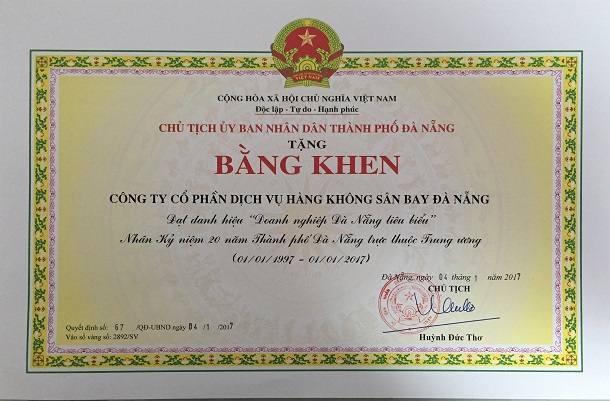 VIỆT NAM
CỘNG HÒA XÃ HỘI CHỦ NGHĨA VIỆT NAM
Độc lập - Tự do - Hạnh phúc
CHỦ TỊCH ỦY BAN NHÂN DÂN THÀNH PHỐ ĐÀ NẴNG
TẶNG
BẰNG KHEN
CÔNG TY CỔ PHẦN DỊCH VỤ HÀNG KHÔNG SÂN BAY ĐÀ NẴNG
Đạt danh hiệu "Doanh nghiệp Đà Nẵng tiêu biểu"
Nhân Kỷ niệm 20 năm Thành phố Đà Nẵng trực thuộc Trung ương
(01/01/1997 - 01/01/2017)
Đà Nẵng, ngày 04 tháng 1 năm 2017
CHỦ TỊCH
Huỳnh Đức Thơ
Quyết định số: 67 /QĐ-UBND ngày 04 / 1 /2017
Vào sổ vàng số: 2892/SV